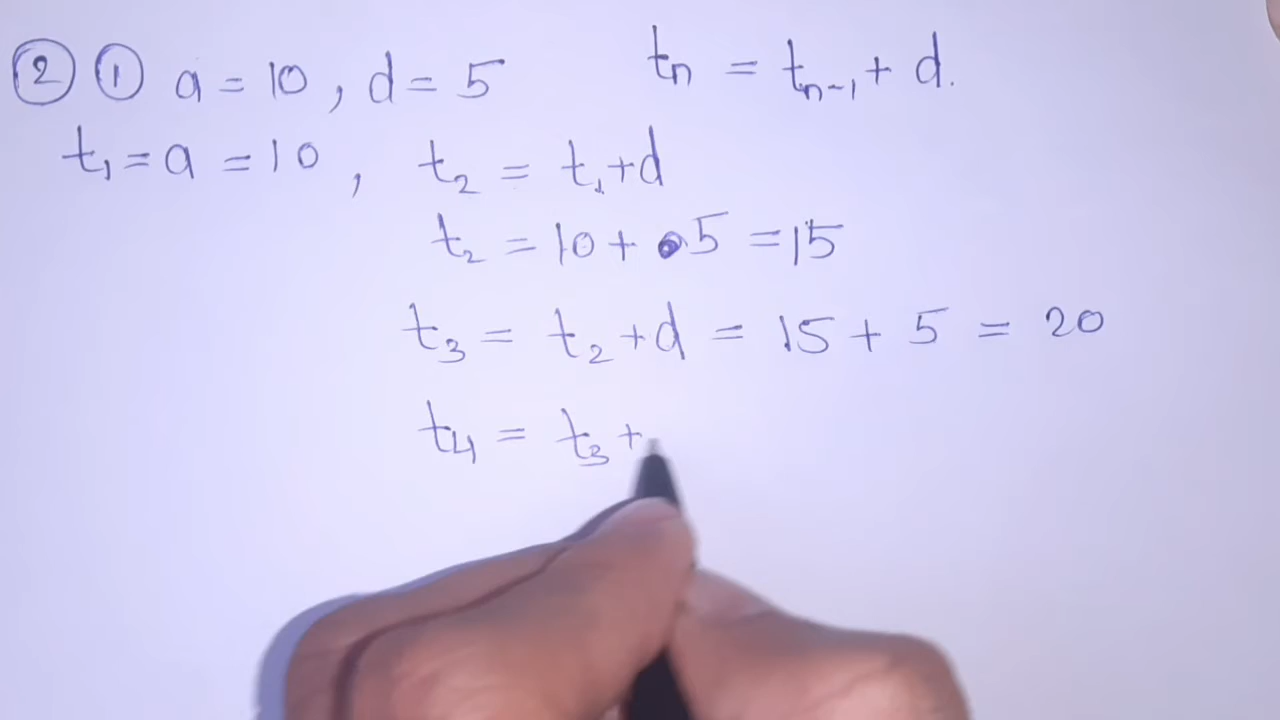 ② ① a = 10 , d = 5 tₙ = tₙ₋₁ + d.
t₁ = a = 10 , t₂ = t₁ + d
t₂ = 10 + 5 = 15
t₃ = t₂ + d = 15 + 5 = 20
t₄ = t₃ +